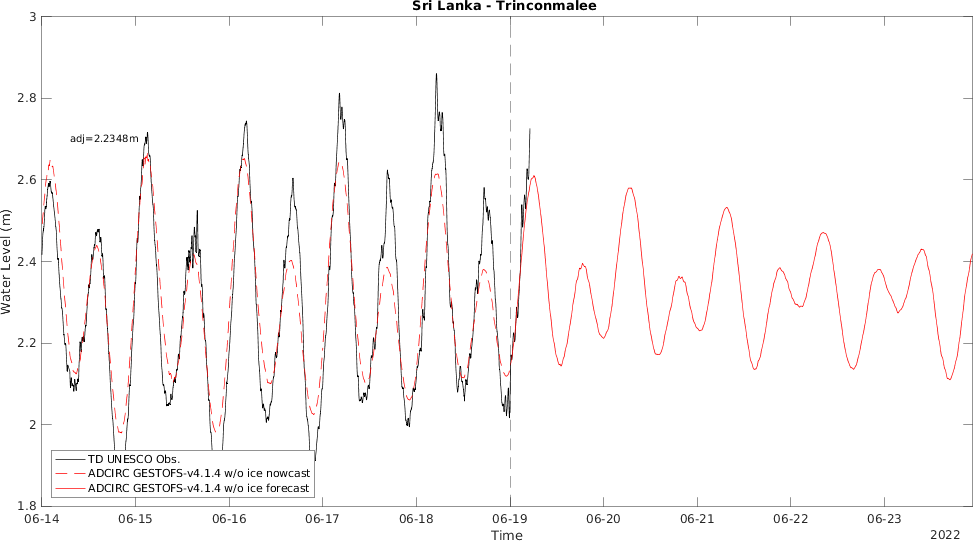 Sri Lanka - Trinconmalee
3
2.8
2.6
2.4
2.2
2
1.8
Water Level (m)
adj=2.2348m
TD UNESCO Obs.
ADCIRC GESTOFS-v4.1.4 w/o ice nowcast
ADCIRC GESTOFS-v4.1.4 w/o ice forecast
06-14 06-15 06-16 06-17 06-18 06-19 06-20 06-21 06-22 06-23
Time
2022